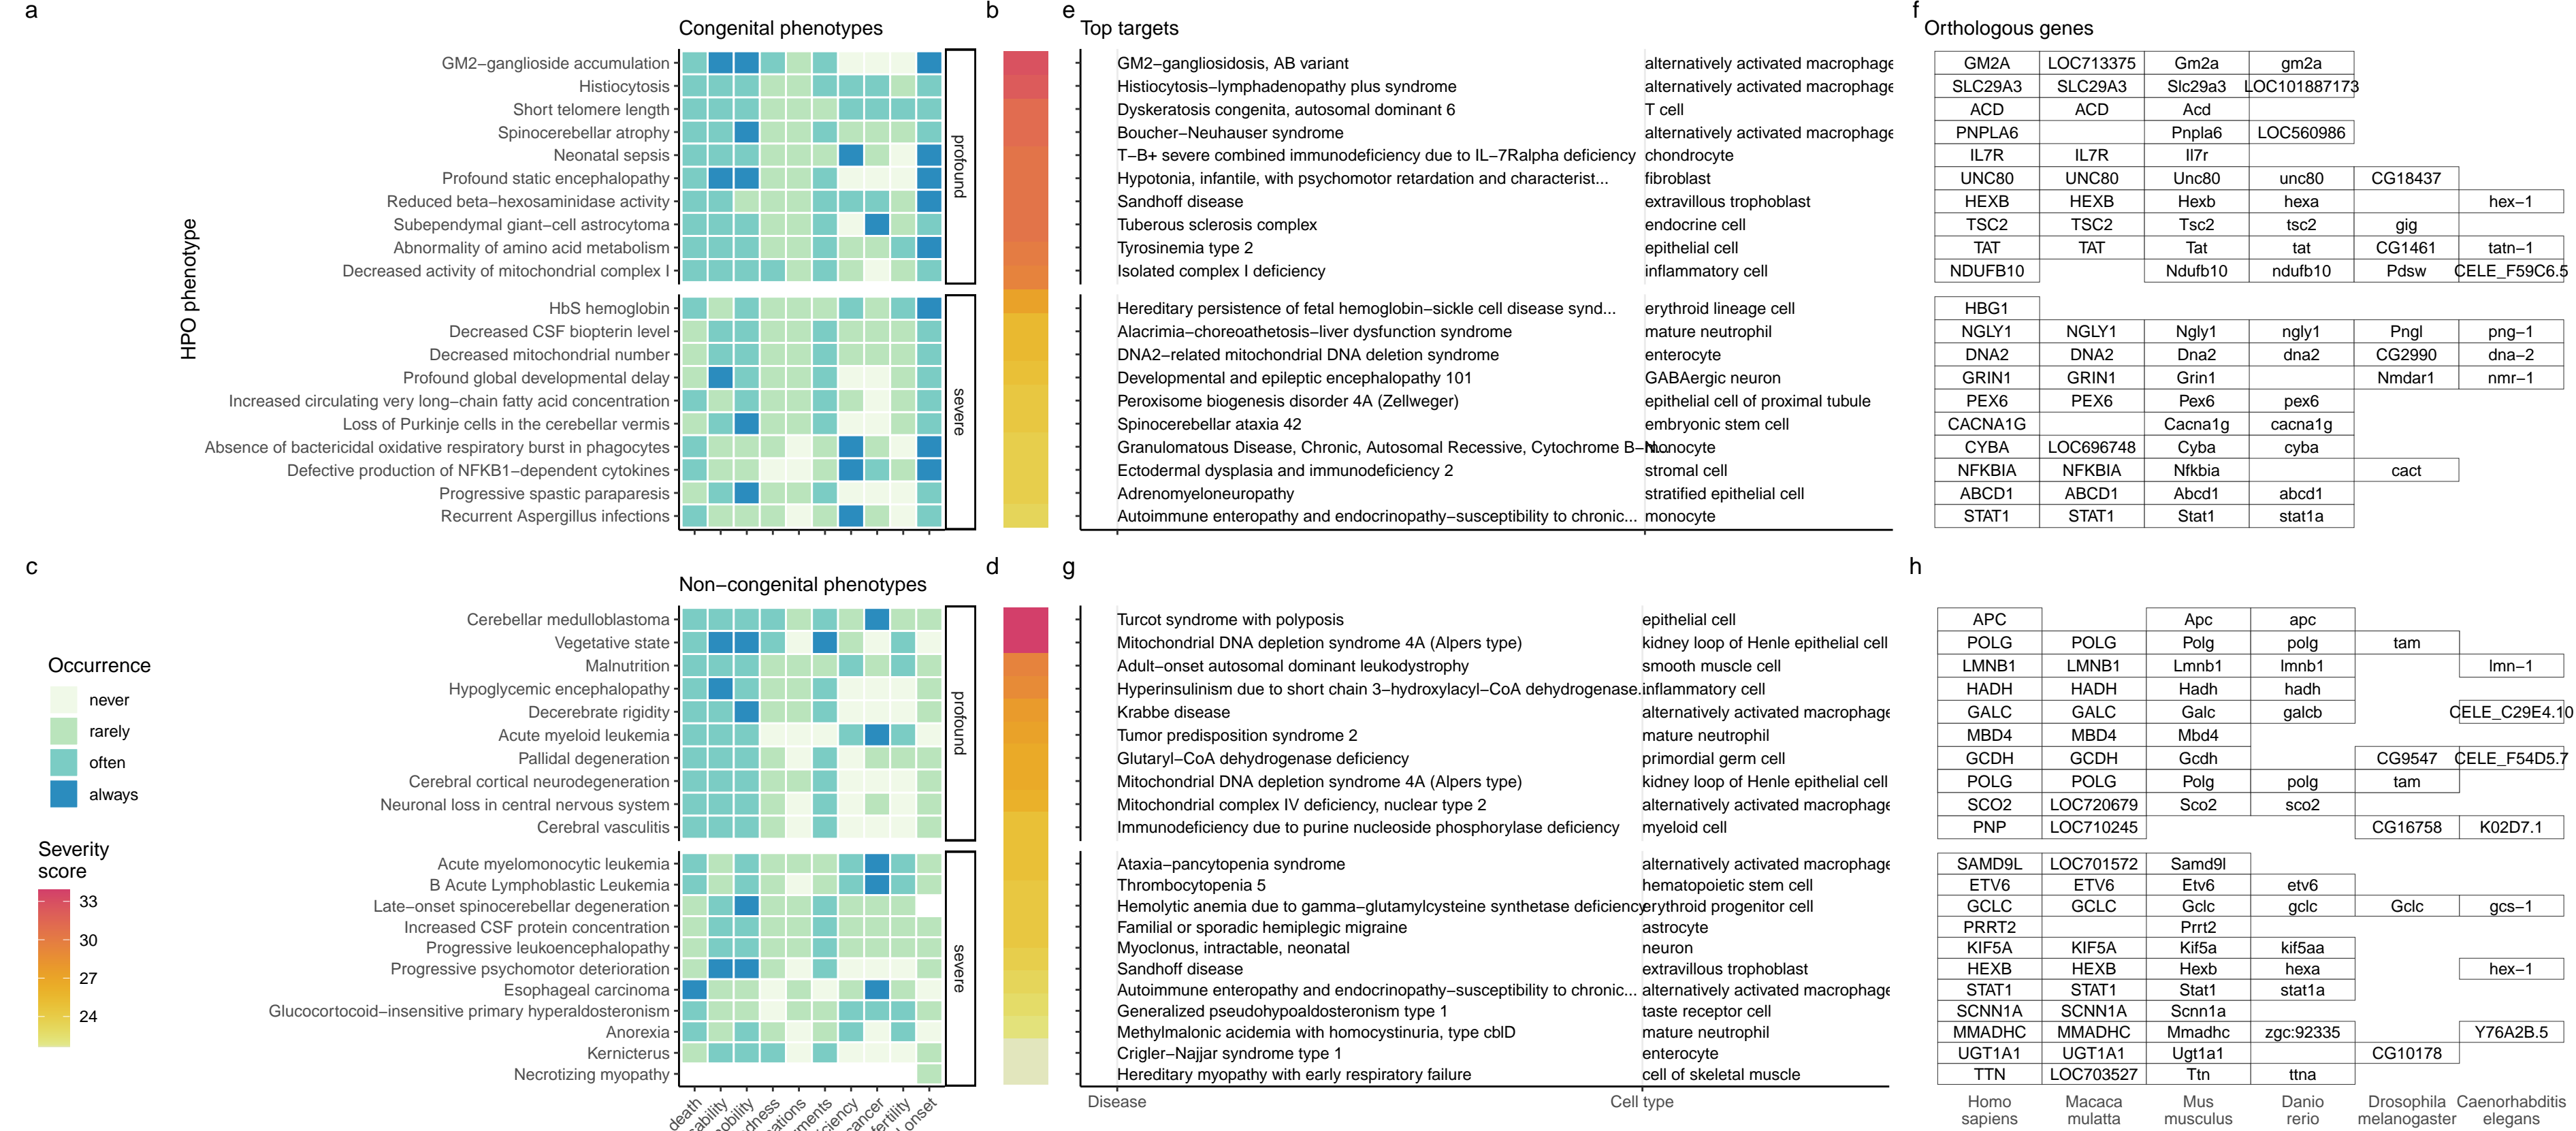 a
Congenital phenotypes
b
e
Top targets
f
Orthologous genes
HPO phenotype
GM2−ganglioside accumulation
Histiocytosis
Short telomere length
Spinocerebellar atrophy
Neonatal sepsis
Profound static encephalopathy
Reduced beta−hexosaminidase activity
Subependymal giant−cell astrocytoma
Abnormality of amino acid metabolism
Decreased activity of mitochondrial complex I
profound
HbS hemoglobin
Decreased CSF biopterin level
Decreased mitochondrial number
Profound global developmental delay
Increased circulating very long−chain fatty acid concentration
Loss of Purkinje cells in the cerebellar vermis
Absence of bactericidal oxidative respiratory burst in phagocytes
Defective production of NFKB1−dependent cytokines
Progressive spastic paraparesis
Recurrent Aspergillus infections
severe
GM2−gangliosidosis, AB variant alternatively activated macrophage
Histiocytosis−lymphadenopathy plus syndrome alternatively activated macrophage
Dyskeratosis congenita, autosomal dominant 6 T cell
Boucher−Neuhauser syndrome alternatively activated macrophage
T−B+ severe combined immunodeficiency due to IL−7Ralpha deficiency chondrocyte
Hypotonia, infantile, with psychomotor retardation and characterist... fibroblast
Sandhoff disease extravillous trophoblast
Tuberous sclerosis complex endocrine cell
Tyrosinemia type 2 epithelial cell
Isolated complex I deficiency inflammatory cell
Hereditary persistence of fetal hemoglobin−sickle cell disease synd... erythroid lineage cell
Alacrimia−choreoathetosis−liver dysfunction syndrome mature neutrophil
DNA2−related mitochondrial DNA deletion syndrome enterocyte
Developmental and epileptic encephalopathy 101 GABAergic neuron
Peroxisome biogenesis disorder 4A (Zellweger) epithelial cell of proximal tubule
Spinocerebellar ataxia 42 embryonic stem cell
Granulomatous Disease, Chronic, Autosomal Recessive, Cytochrome B−N... monocyte
Ectodermal dysplasia and immunodeficiency 2 stromal cell
Adrenomyeloneuropathy stratified epithelial cell
Autoimmune enteropathy and endocrinopathy−susceptibility to chronic... monocyte
GM2A LOC713375 Gm2a gm2a
SLC29A3 SLC29A3 Slc29a3 LOC101887173
ACD ACD Acd
PNPLA6 Pnpla6 LOC560986
IL7R IL7R Il7r
UNC80 UNC80 Unc80 unc80 CG18437
HEXB HEXB Hexb hexa hex−1
TSC2 TSC2 Tsc2 tsc2 gig
TAT TAT Tat tat CG1461 tatn−1
NDUFB10 Ndufb10 ndufb10 Pdsw CELE_F59C6.5
HBG1
NGLY1 NGLY1 Ngly1 ngly1 Pngl png−1
DNA2 DNA2 Dna2 dna2 CG2990 dna−2
GRIN1 GRIN1 Grin1 Nmdar1 nmr−1
PEX6 PEX6 Pex6 pex6
CACNA1G Cacna1g cacna1g
CYBA LOC696748 Cyba cyba
NFKBIA NFKBIA Nfkbia cact
ABCD1 ABCD1 Abcd1 abcd1
STAT1 STAT1 Stat1 stat1a
c
Non−congenital phenotypes
d
g
h
Occurrence
never
rarely
often
always
Severity
score
33
30
27
24
Cerebellar medulloblastoma
Vegetative state
Malnutrition
Hypoglycemic encephalopathy
Decerebrate rigidity
Acute myeloid leukemia
Pallidal degeneration
Cerebral cortical neurodegeneration
Neuronal loss in central nervous system
Cerebral vasculitis
profound
Acute myelomonocytic leukemia
B Acute Lymphoblastic Leukemia
Late−onset spinocerebellar degeneration
Increased CSF protein concentration
Progressive leukoencephalopathy
Progressive psychomotor deterioration
Esophageal carcinoma
Glucocortocoid−insensitive primary hyperaldosteronism
Anorexia
Kernicterus
Necrotizing myopathy
severe
death
ability
obility
dness
ations
ments
ciency
cancer
fertility
onset
Turcot syndrome with polyposis epithelial cell
Mitochondrial DNA depletion syndrome 4A (Alpers type) kidney loop of Henle epithelial cell
Adult−onset autosomal dominant leukodystrophy smooth muscle cell
Hyperinsulinism due to short chain 3−hydroxylacyl−CoA dehydrogenase... inflammatory cell
Krabbe disease alternatively activated macrophage
Tumor predisposition syndrome 2 mature neutrophil
Glutaryl−CoA dehydrogenase deficiency primordial germ cell
Mitochondrial DNA depletion syndrome 4A (Alpers type) kidney loop of Henle epithelial cell
Mitochondrial complex IV deficiency, nuclear type 2 alternatively activated macrophage
Immunodeficiency due to purine nucleoside phosphorylase deficiency myeloid cell
Ataxia−pancytopenia syndrome alternatively activated macrophage
Thrombocytopenia 5 hematopoietic stem cell
Hemolytic anemia due to gamma−glutamylcysteine synthetase deficiency erythroid progenitor cell
Familial or sporadic hemiplegic migraine astrocyte
Myoclonus, intractable, neonatal neuron
Sandhoff disease extravillous trophoblast
Autoimmune enteropathy and endocrinopathy−susceptibility to chronic... alternatively activated macrophage
Generalized pseudohypoaldosteronism type 1 taste receptor cell
Methylmalonic acidemia with homocystinuria, type cblD mature neutrophil
Crigler−Najjar syndrome type 1 enterocyte
Hereditary myopathy with early respiratory failure cell of skeletal muscle
Disease Cell type
APC Apc apc
POLG POLG Polg polg tam
LMNB1 LMNB1 Lmnb1 lmnb1 lmn−1
HADH HADH Hadh hadh
GALC GALC Galc galcb CELE_C29E4.10
MBD4 MBD4 Mbd4
GCDH GCDH Gcdh CG9547 CELE_F54D5.7
POLG POLG Polg polg tam
SCO2 LOC720679 Sco2 sco2
PNP LOC710245 CG16758 K02D7.1
SAMD9L LOC701572 Samd9l
ETV6 ETV6 Etv6 etv6
GCLC GCLC Gclc gclc Gclc gcs−1
PRRT2 Prrt2
KIF5A KIF5A Kif5a kif5aa
HEXB HEXB Hexb hexa hex−1
STAT1 STAT1 Stat1 stat1a
SCNN1A SCNN1A Scnn1a
MMADHC MMADHC Mmadhc zgc:92335 Y76A2B.5
UGT1A1 UGT1A1 Ugt1a1 CG10178
TTN LOC703527 Ttn ttna
Homo Macaca Mus Danio Drosophila Caenorhabditis
sapiens mulatta musculus rerio melanogaster elegans